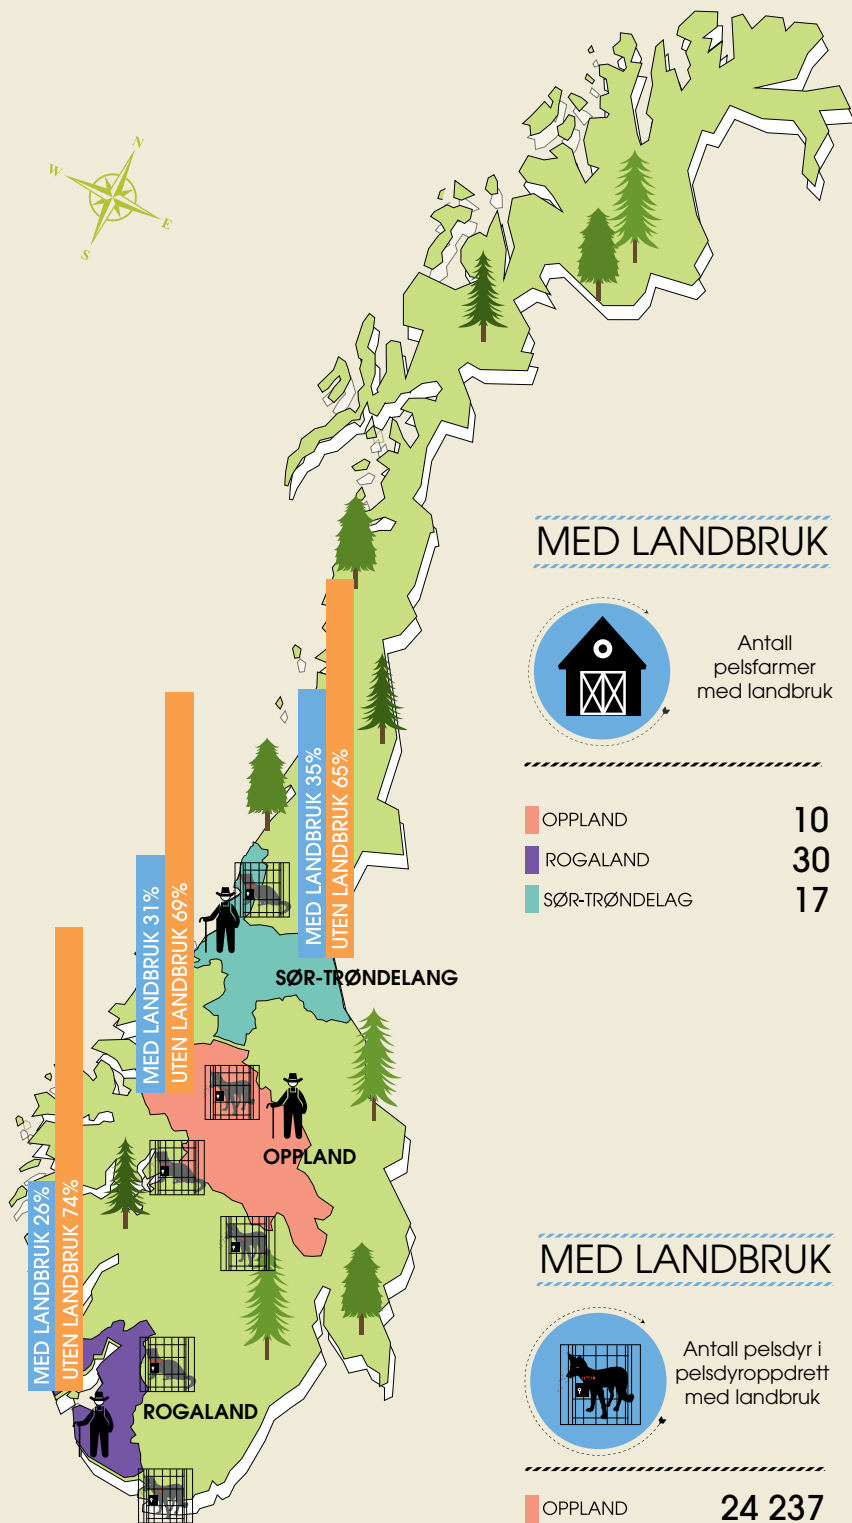 N
W
E
S
MED LANDBRUK
Antall
pelsfarmer
med landbruk
OPPLAND 10
ROGALAND 30
SØR-TRØNDELAG 17
MED LANDBRUK 35%
UTEN LANDBRUK 65%
MED LANDBRUK 31%
UTEN LANDBRUK 69%
MED LANDBRUK 26%
UTEN LANDBRUK 74%
SØR-TRØNDELANG
OPPLAND
ROGALAND
MED LANDBRUK
Antall pelsdyr i
pelsdyroppdrett
med landbruk
OPPLAND 24 237